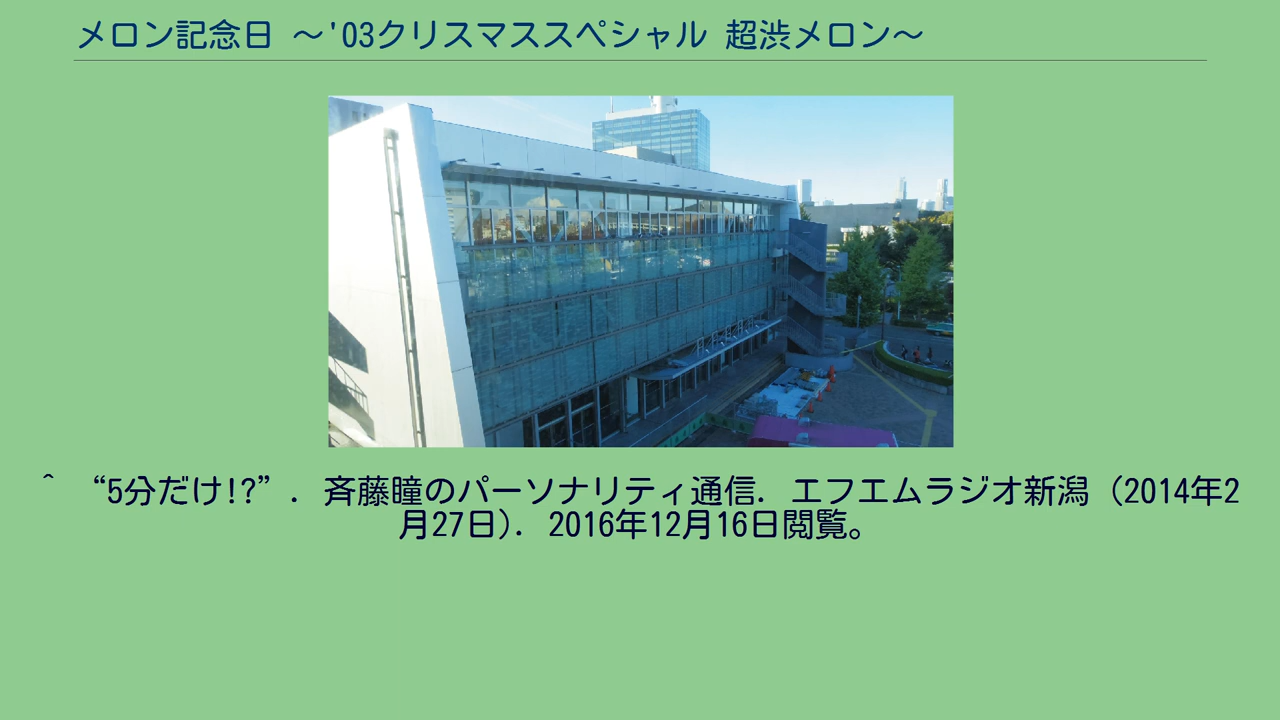 メロン記念日 〜'03クリスマススペシャル 超渋メロン〜
^ “5分だけ!?”. 斉藤瞳のパーソナリティ通信. エフエムラジオ新潟 (2014年2
月27日). 2016年12月16日閲覧。